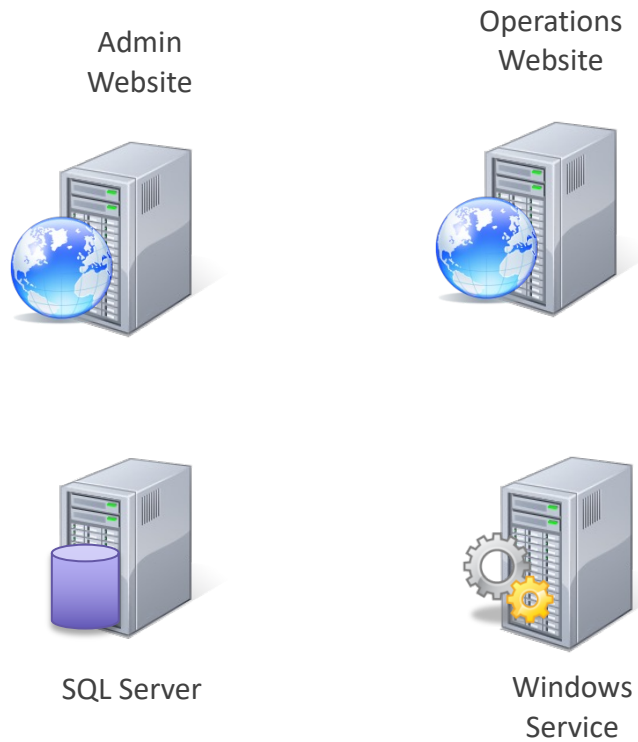 Admin
Website
Operations
Website
SQL Server
Windows
Service